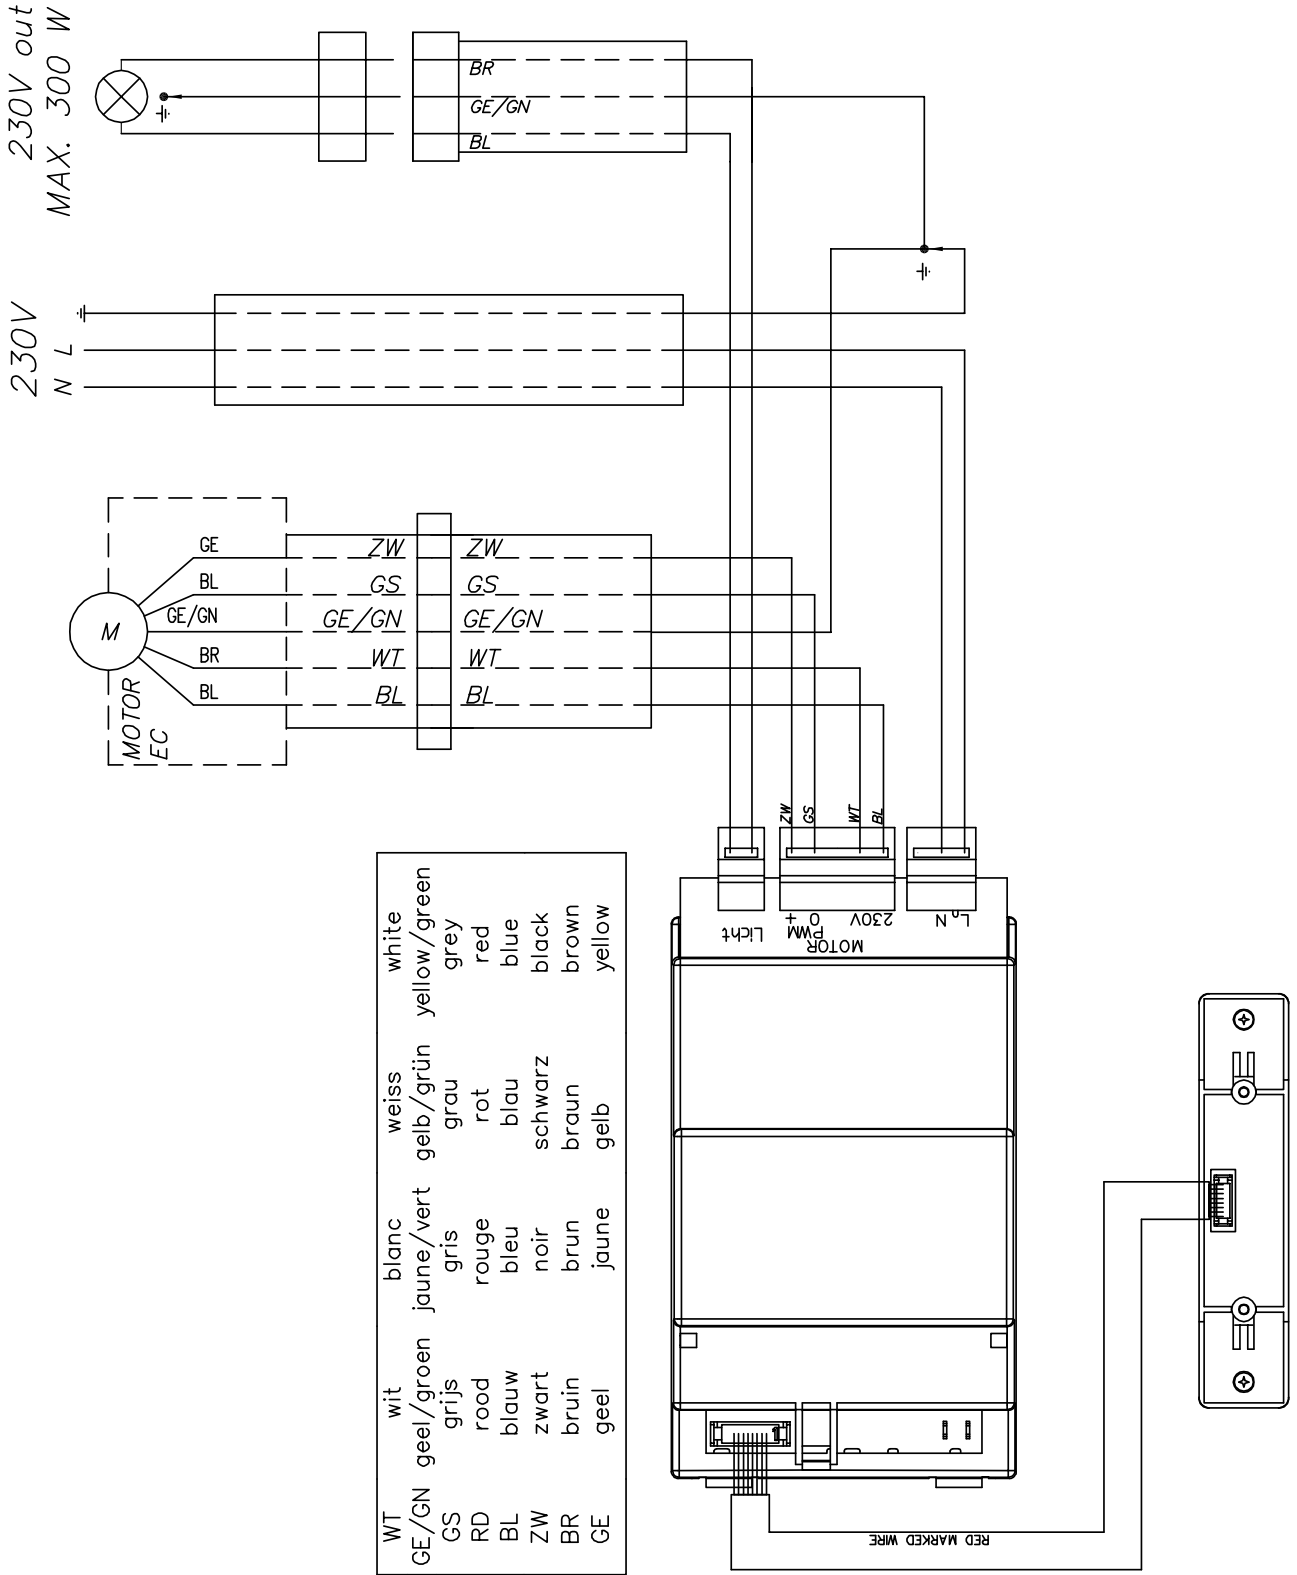 230V out
MAX. 300 W
BR
GE/GN
BL
230V
N L
MOTOR
EC
M
GE
BL
GE/GN
BR
BL
ZW ZW
GS GS
GE/GN GE/GN
WT WT
BL BL
ZW
GS
WT
BL
Licht
+ 0 230V
PWM
MOTOR
L N
WT wit blanc weiss white
GE/GN geel/groen jaune/vert gelb/grün yellow/green
GS grijs gris grau grey
RD rood rouge rot red
BL blauw bleu blau blue
ZW zwart noir schwarz black
BR bruin brun braun brown
GE geel jaune gelb yellow
1
RED MARKED WIRE